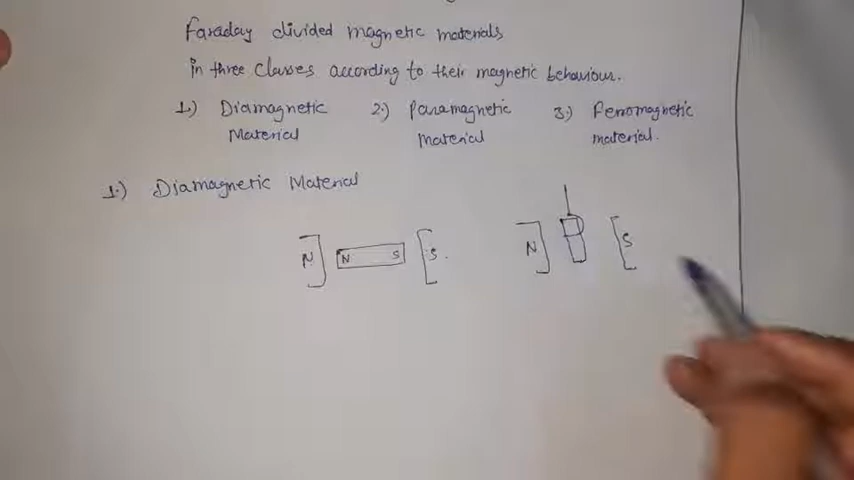 Faraday divided magnetic materials
in three classes according to their magnetic behaviour.
1.) Diamagnetic Material 2.) Paramagnetic Material 3.) Ferromagnetic material.
1.) Diamagnetic Material
N N S S. N S